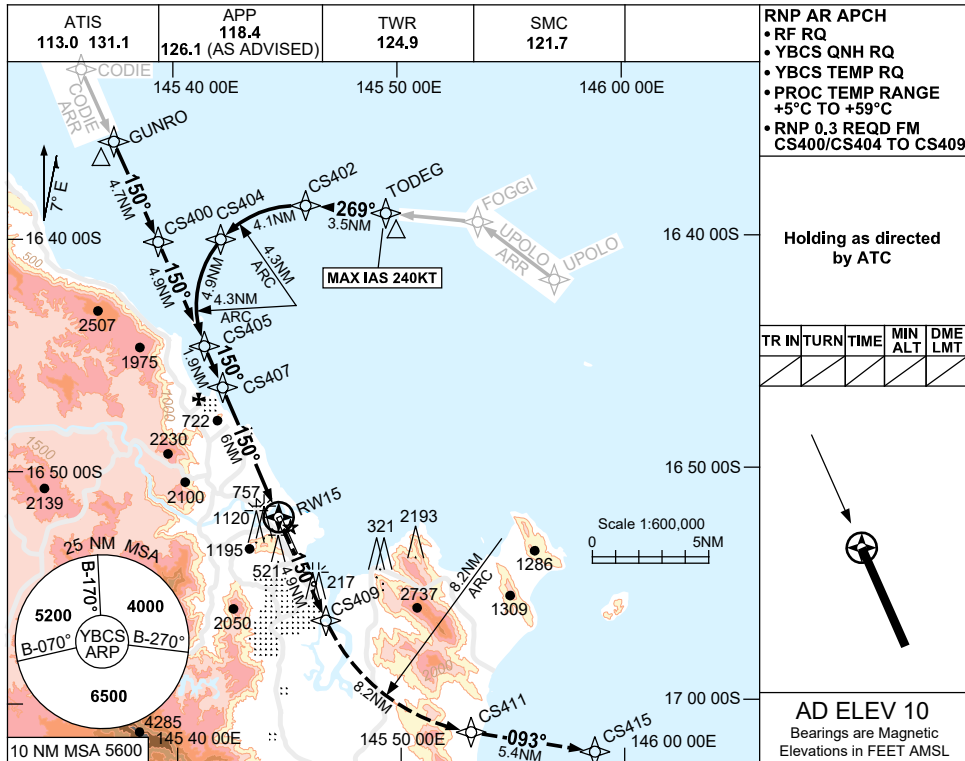 ATIS
113.0 131.1
APP
118.4
126.1 (AS ADVISED)
TWR
124.9
SMC
121.7
RNP AR APCH
• RF RQ
• YBCS QNH RQ
• YBCS TEMP RQ
• PROC TEMP RANGE
+5°C TO +59°C
• RNP 0.3 REQD FM
CS400/CS404 TO CS409
Holding as directed
by ATC
TR IN
TURN
TIME
MIN
ALT
DME
LMT
145 40 00E
145 50 00E
146 00 00E
CODIE
CODIE
ARR
GUNRO
7° E
150°
4.7NM
CS400
CS404
CS402
TODEG
FOGGI
UPOLO
ARR
UPOLO
269°
3.5NM
4.1NM
MAX IAS 240KT
16 40 00S
16 40 00S
500
150°
4.9NM
4.9NM
4.3NM
ARC
4.3NM
ARC
2507
1975
CS405
150°
1.9NM
CS407
1000
722
150°
6NM
2230
1500
16 50 00S
16 50 00S
2139
2100
757
RW15
1120
1195
521
150°
4.9NM
217
321
2193
Scale 1:600,000
0
5NM
1286
8.2NM
ARC
1309
2737
CS409
2050
2000
25 NM MSA
B-170°
5200
4000
B-070°
B-270°
YBCS
ARP
6500
8.2NM
17 00 00S
CS411
093°
5.4NM
CS415
4285
10 NM MSA 5600
145 40 00E
145 50 00E
146 00 00E
AD ELEV 10
Bearings are Magnetic
Elevations in FEET AMSL